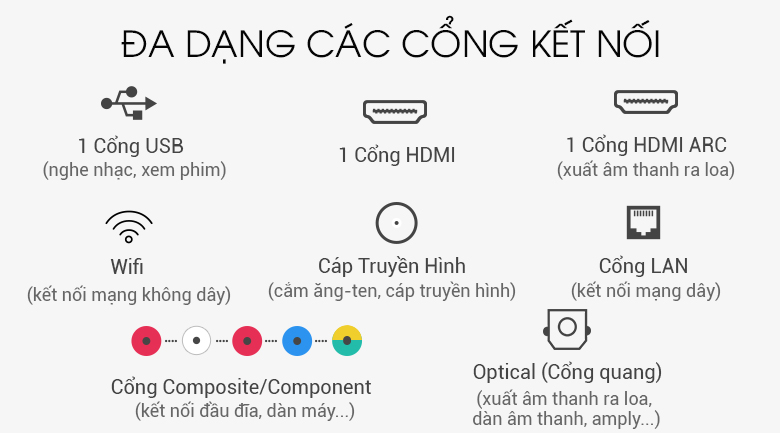 ĐA DẠNG CÁC CỔNG KẾT NỐI
1 Cổng USB
(nghe nhạc, xem phim)
1 Cổng HDMI
1 Cổng HDMI ARC
(xuất âm thanh ra loa)
Wifi
(kết nối mạng không dây)
Cáp Truyền Hình
(cắm ăng-ten, cáp truyền hình)
Cổng LAN
(kết nối mạng dây)
Cổng Composite/Component
(kết nối đầu đĩa, dàn máy...)
Optical (Cổng quang)
(xuất âm thanh ra loa,
dàn âm thanh, amply...)